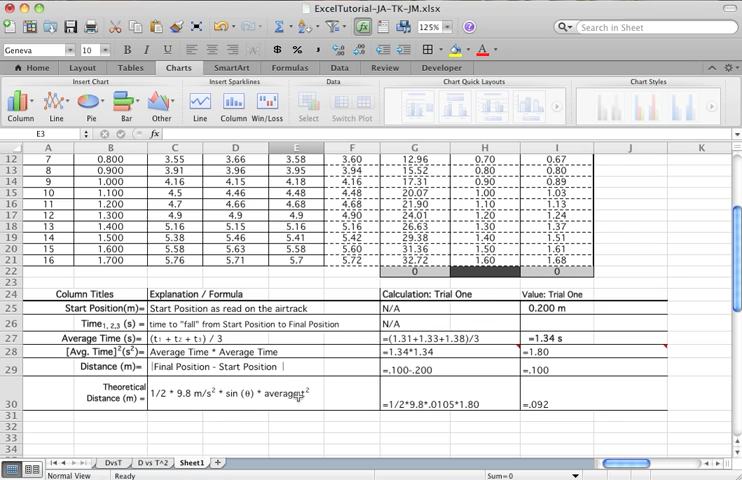 ExcelTutorial-JA-TK-JM.xlsx
125%
Search in Sheet
Geneva 10 B I U $ % A
Home Layout Tables Charts SmartArt Formulas Data Review Developer
Insert Chart Insert Sparklines Data Chart Quick Layouts Chart Styles
Column Line Pie Bar Other Line Column Win/Loss Select Switch Plot
E3 fx
A B C D E F G H I J K
12 7 0.800 3.55 3.66 3.58 3.60 12.96 0.70 0.67
13 8 0.900 3.91 3.96 3.95 3.94 15.52 0.80 0.80
14 9 1.000 4.16 4.15 4.18 4.16 17.31 0.90 0.89
15 10 1.100 4.5 4.46 4.48 4.48 20.07 1.00 1.03
16 11 1.200 4.7 4.66 4.68 4.68 21.90 1.10 1.13
17 12 1.300 4.9 4.9 4.9 4.90 24.01 1.20 1.24
18 13 1.400 5.16 5.15 5.16 5.16 26.63 1.30 1.37
19 14 1.500 5.38 5.46 5.41 5.42 29.38 1.40 1.51
20 15 1.600 5.58 5.63 5.58 5.60 31.36 1.50 1.61
21 16 1.700 5.76 5.71 5.7 5.72 32.72 1.60 1.68
22 0 0
23
24 Column Titles Explanation / Formula Calculation: Trial One Value: Trial One
25 Start Position(m)= Start Position as read on the airtrack N/A 0.200 m
26 Time1,2,3 (s) = time to "fall" from Start Position to Final Position N/A
27 Average Time (s)= (t1 + t2 + t3) / 3 =(1.31+1.33+1.38)/3 =1.34 s
28 [Avg. Time]²(s²)= Average Time * Average Time =1.34*1.34 =1.80
29 Distance (m)= |Final Position - Start Position | =.100-.200 =.100
30 Theoretical
Distance (m) = 1/2 * 9.8 m/s² * sin (θ) * average t² =1/2*9.8*.0105*1.80 =.092
31
32
33
34
DvsT D vs T^2 Sheet1
Normal View Ready Sum=0